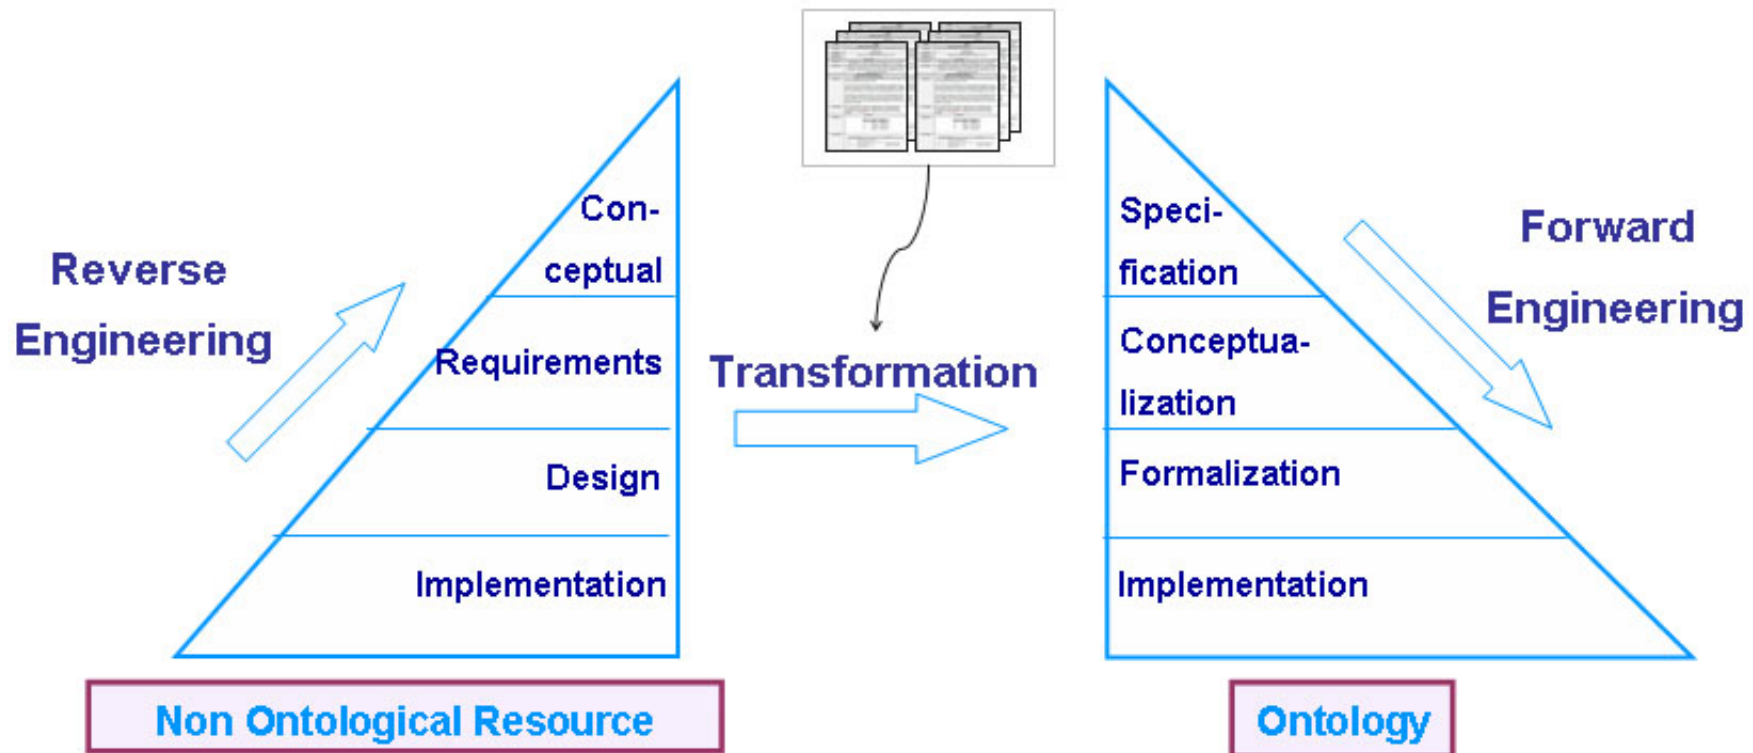 Reverse
Engineering
Con-
ceptual
Requirements
Design
Implementation
Non Ontological Resource
Transformation
Speci-
fication
Conceptua-
lization
Formalization
Implementation
Ontology
Forward
Engineering